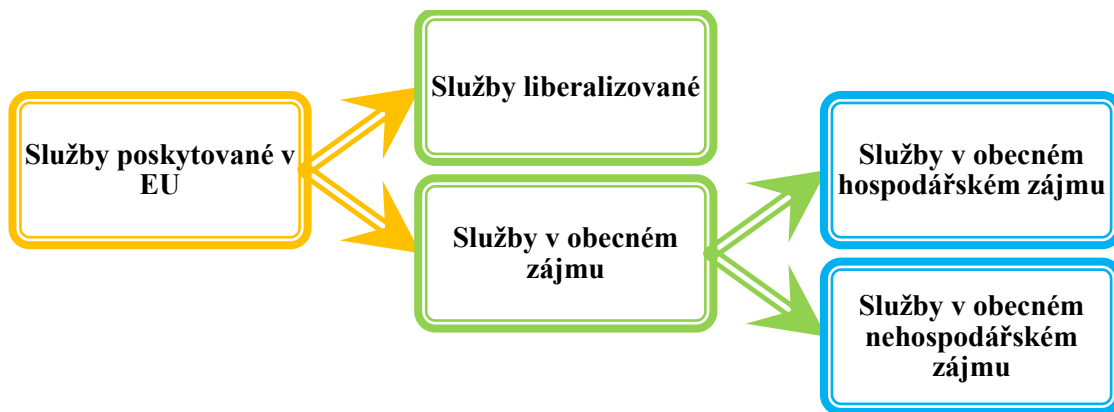 Služby poskytované v
EU
Služby liberalizované
Služby v obecném
zájmu
Služby v obecném
hospodářském zájmu
Služby v obecném
nehospodářském
zájmu